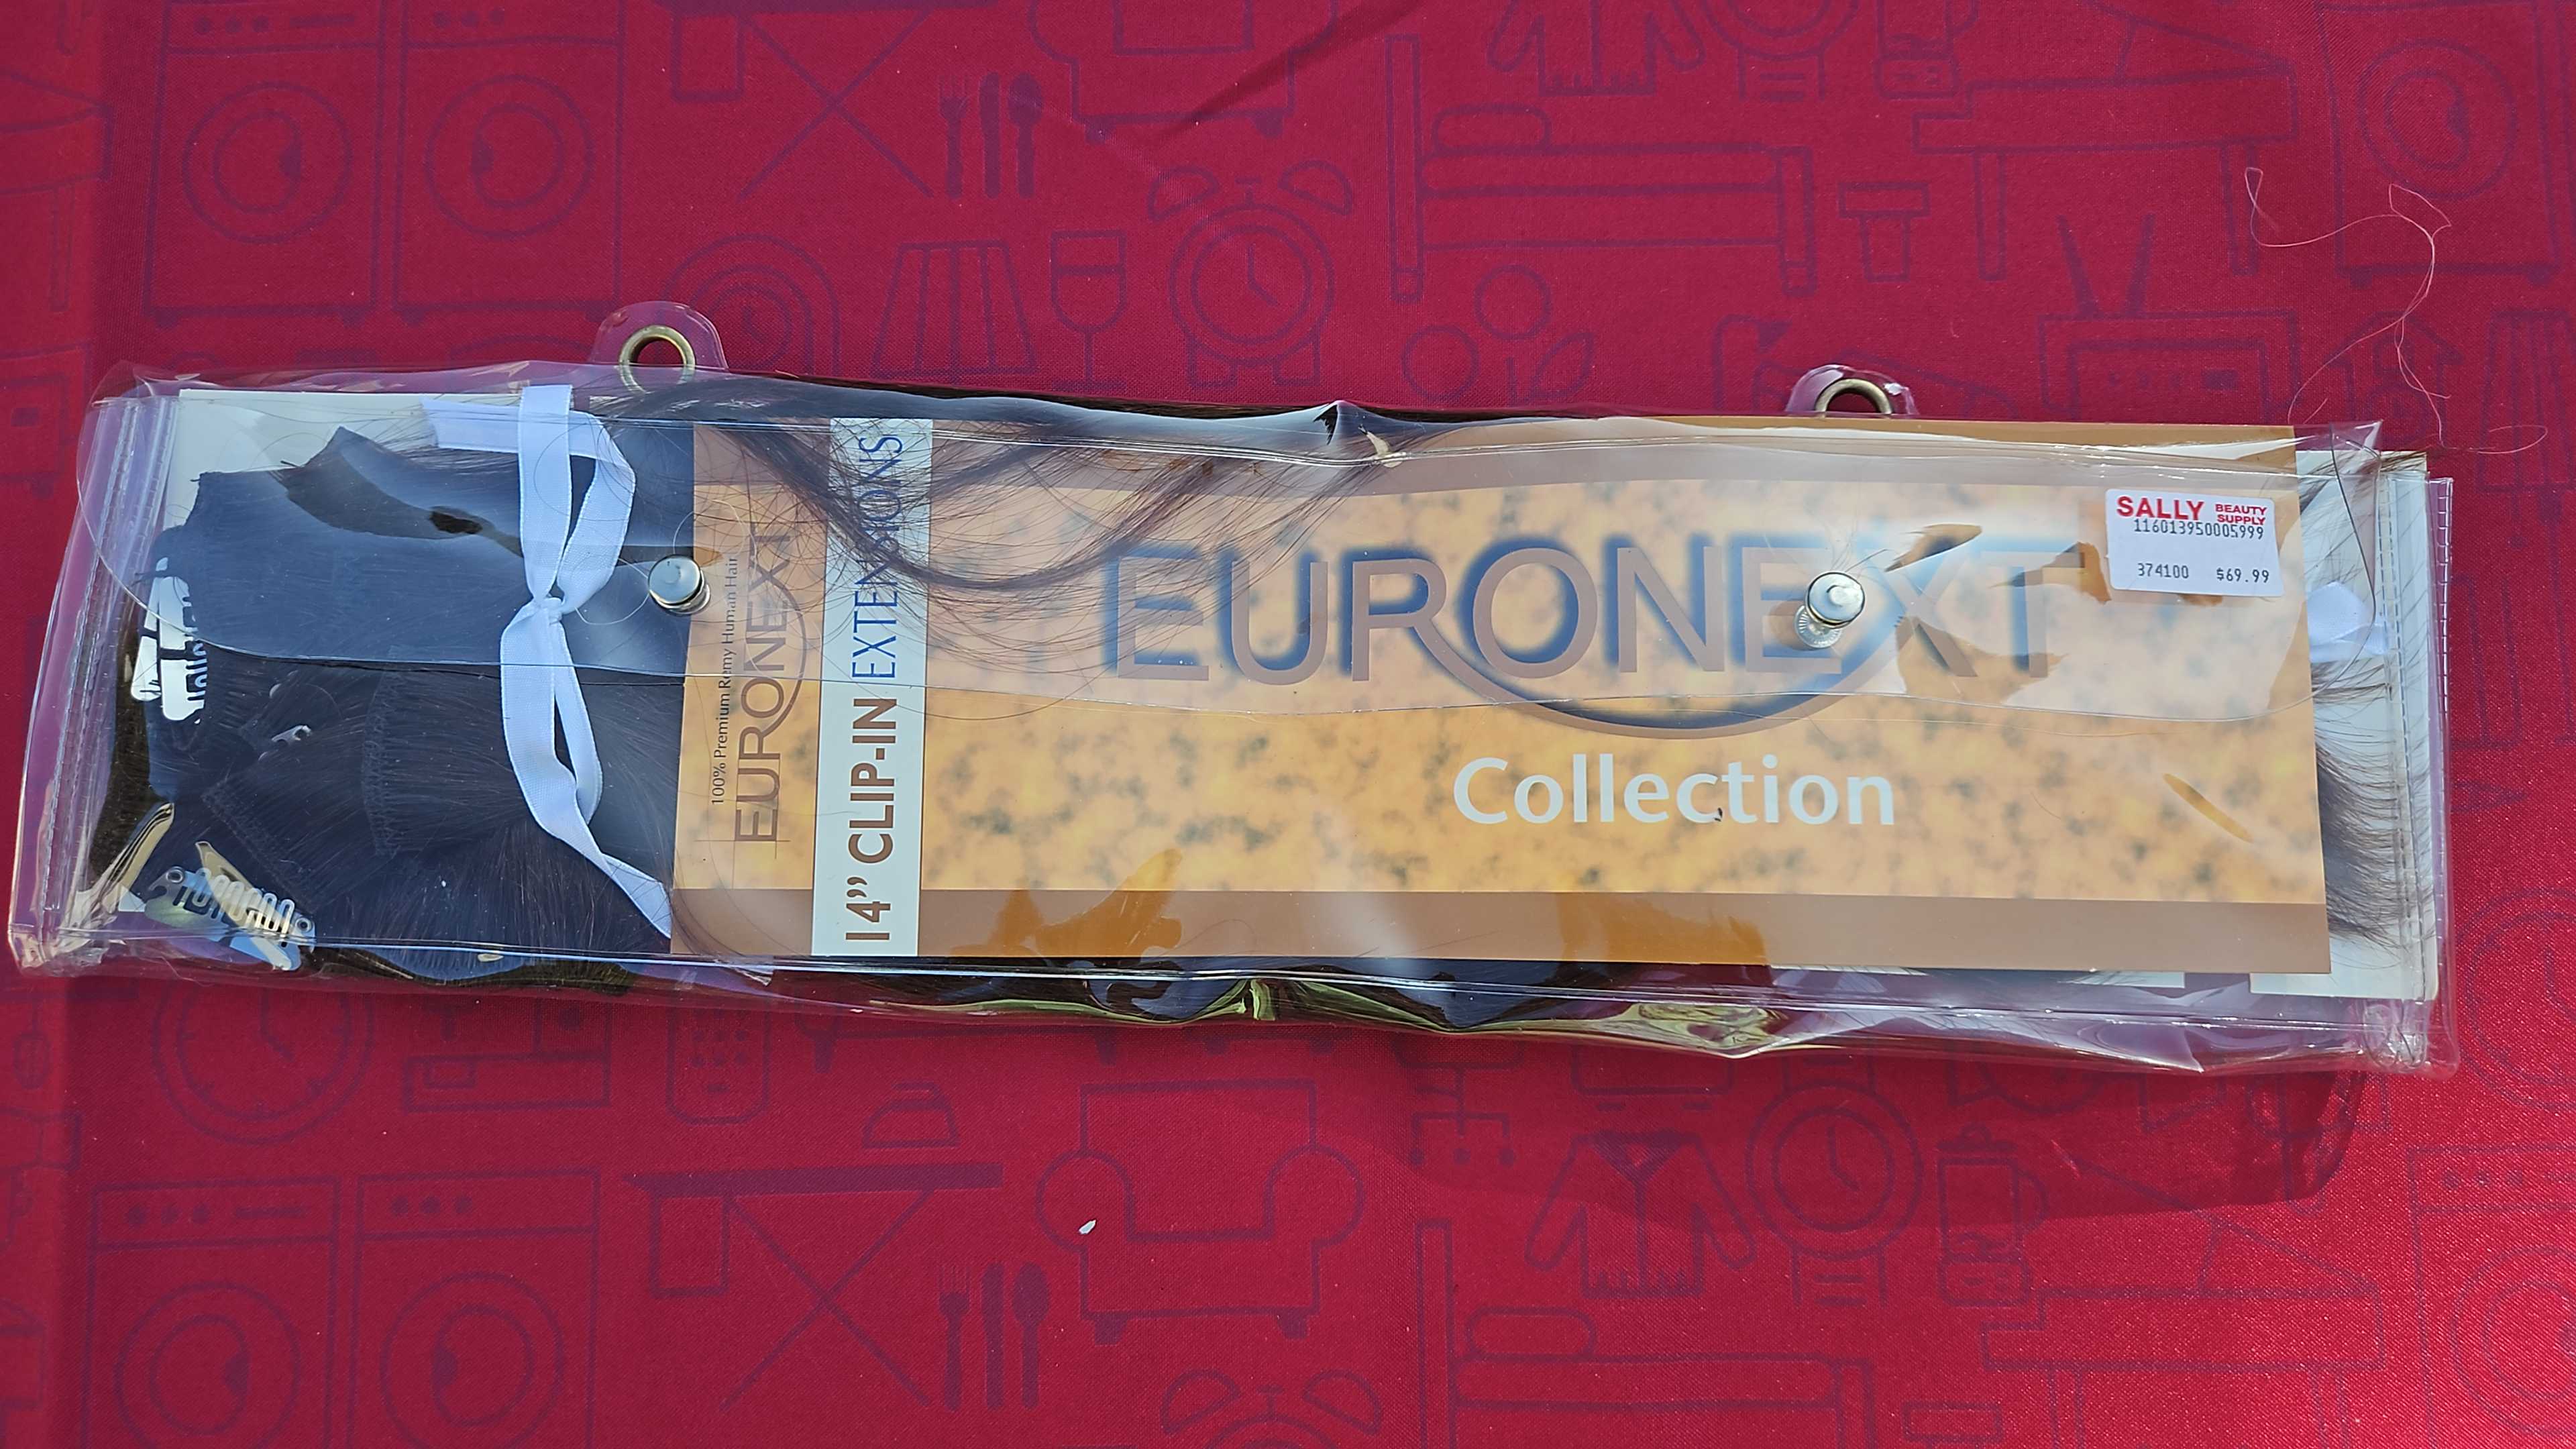 100% Premium Remy Human Hair
EURONEXT
14” CLIP-IN EXTENSIONS
EURONEXT
Collection
SALLY BEAUTY SUPPLY
116013950005999
374100 $69.99